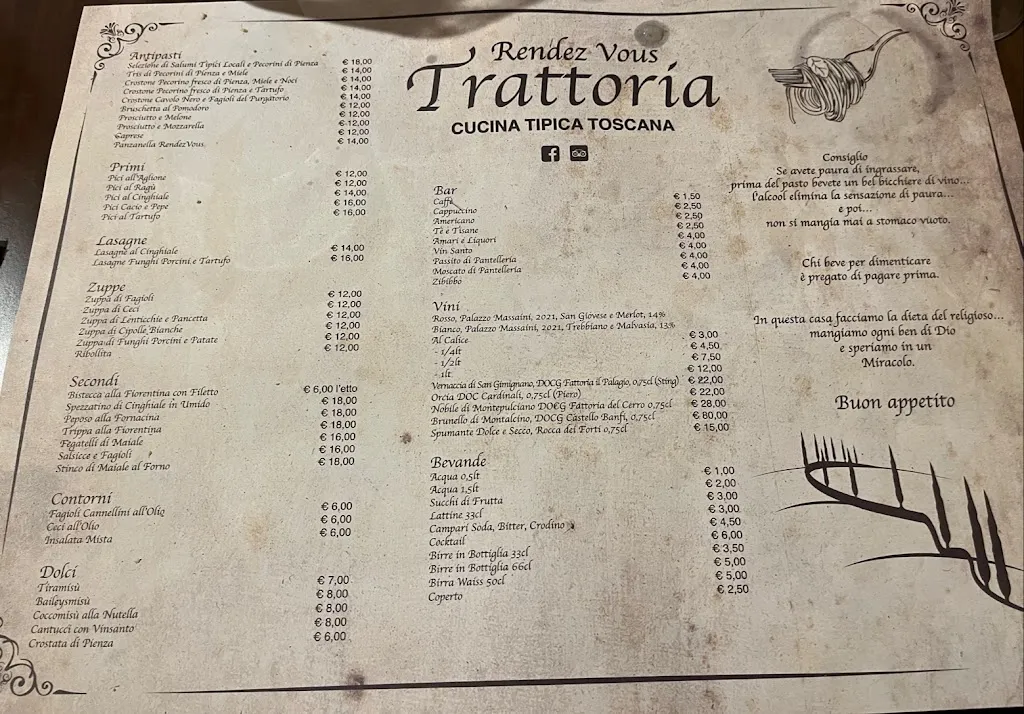 Rendez Vous
Trattoria
CUCINA TIPICA TOSCANA
Antipasti
Selezione di Salumi Tipici Locali e Pecorini di Pienza € 18,00
Tris di Pecorini di Pienza e Miele € 14,00
Crostone Pecorino fresco di Pienza, Miele e Noci € 14,00
Crostone Pecorino fresco di Pienza e Tartufo € 14,00
Crostone Cavolo Nero e Fagioli del Purgatorio € 14,00
Bruschetta al Pomodoro € 12,00
Prosciutto e Melone € 12,00
Prosciutto e Mozzarella € 12,00
Caprese € 12,00
Panzanella RendezVous € 14,00
Primi
Pici all'Aglione € 12,00
Pici al Ragù € 12,00
Pici al Cinghiale € 14,00
Pici Cacio e Pepe € 16,00
Pici al Tartufo € 16,00
Lasagne
Lasagne al Cinghiale € 14,00
Lasagne Funghi Porcini e Tartufo € 16,00
Zuppe
Zuppa di Fagioli € 12,00
Zuppa di Ceci € 12,00
Zuppa di Lenticchie e Pancetta € 12,00
Zuppa di Cipolle Bianche € 12,00
Zuppa di Funghi Porcini e Patate € 12,00
Ribollita € 12,00
Secondi
Bistecca alla Fiorentina con Filetto € 6,00 l'etto
Spezzatino di Cinghiale in Umido € 18,00
Peposo alla Fornacina € 18,00
Trippa alla Fiorentina € 18,00
Fegatelli di Maiale € 16,00
Salsicce e Fagioli € 16,00
Stinco di Maiale al Forno € 18,00
Contorni
Fagioli Cannellini all'Olio € 6,00
Ceci all'Olio € 6,00
Insalata Mista € 6,00
Dolci
Tiramisù € 7,00
Baileysmisù € 8,00
Coccomisù alla Nutella € 8,00
Cantucci con Vinsanto € 8,00
Crostata di Pienza € 6,00
Bar
Caffè € 1,50
Cappuccino € 2,50
Americano € 2,50
Tè e Tisane € 2,50
Amari e Liquori € 4,00
Vin Santo € 4,00
Passito di Pantelleria € 4,00
Moscato di Pantelleria € 4,00
Zibibbo € 4,00
Vini
Rosso, Palazzo Massaini, 2021, San Giovese e Merlot, 14%
Bianco, Palazzo Massaini, 2021, Trebbiano e Malvasia, 13%
Al Calice € 3,00
- 1/4lt € 4,50
- 1/2lt € 7,50
- 1lt € 12,00
Vernaccia di San Gimignano, DOCG Fattoria il Palagio, 0,75cl (Sting) € 22,00
Orcia DOC Cardinali, 0,75cl (Piero) € 22,00
Nobile di Montepulciano DOCG Fattoria del Cerro 0,75cl € 28,00
Brunello di Montalcino, DOCG Castello Banfi, 0,75cl € 80,00
Spumante Dolce e Secco, Rocca dei Forti 0,75cl € 15,00
Bevande
Acqua 0,5lt € 1,00
Acqua 1,5lt € 2,00
Succhi di Frutta € 3,00
Lattine 33cl € 3,00
Campari Soda, Bitter, Crodino € 4,50
Cocktail € 6,00
Birre in Bottiglia 33cl € 3,50
Birre in Bottiglia 66cl € 5,00
Birra Waiss 50cl € 5,00
Coperto € 2,50
Consiglio
Se avete paura di ingrassare,
prima del pasto bevete un bel bicchiere di vino...
l'alcool elimina la sensazione di paura...
e poi...
non si mangia mai a stomaco vuoto.
Chi beve per dimenticare
è pregato di pagare prima.
In questa casa facciamo la dieta del religioso...
mangiamo ogni ben di Dio
e speriamo in un
Miracolo.
Buon appetito